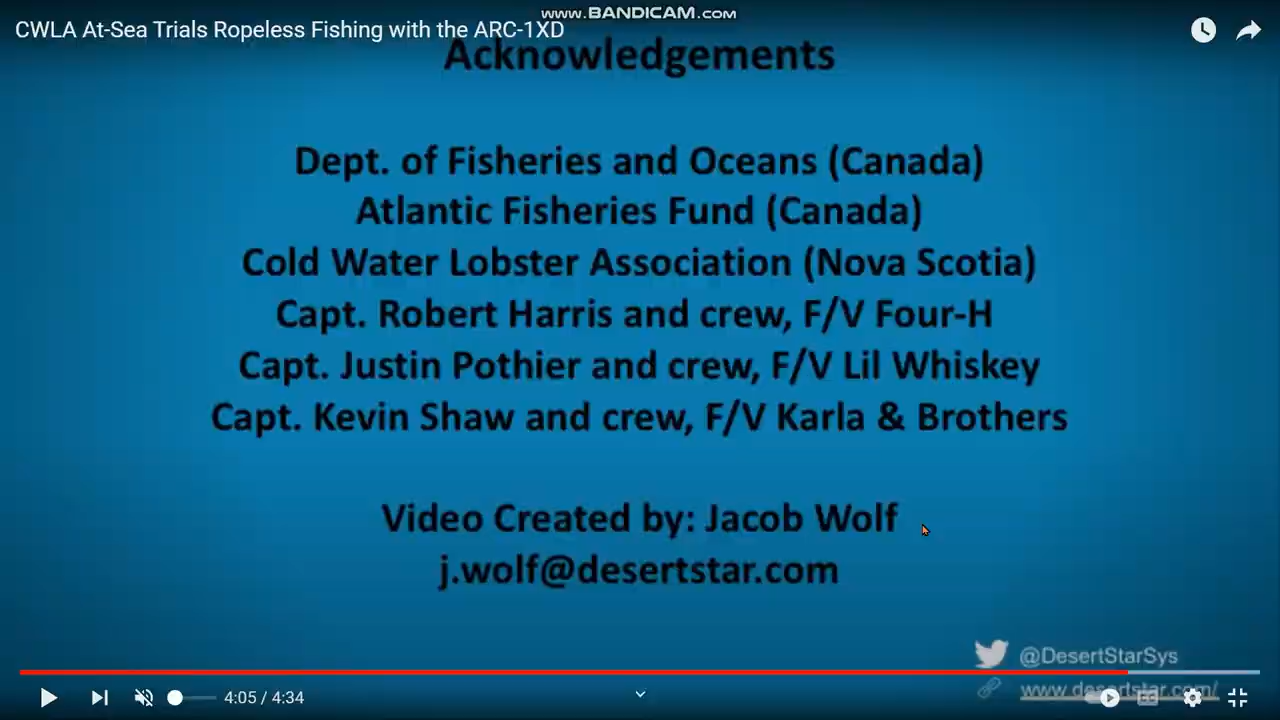 www.BANDICAM.com
CWLA At-Sea Trials Ropeless Fishing with the ARC-1XD
Acknowledgements
Dept. of Fisheries and Oceans (Canada)
Atlantic Fisheries Fund (Canada)
Cold Water Lobster Association (Nova Scotia)
Capt. Robert Harris and crew, F/V Four-H
Capt. Justin Pothier and crew, F/V Lil Whiskey
Capt. Kevin Shaw and crew, F/V Karla & Brothers
Video Created by: Jacob Wolf
j.wolf@desertstar.com
@DesertStarSys
www.desertstar.com/
4:05 / 4:34